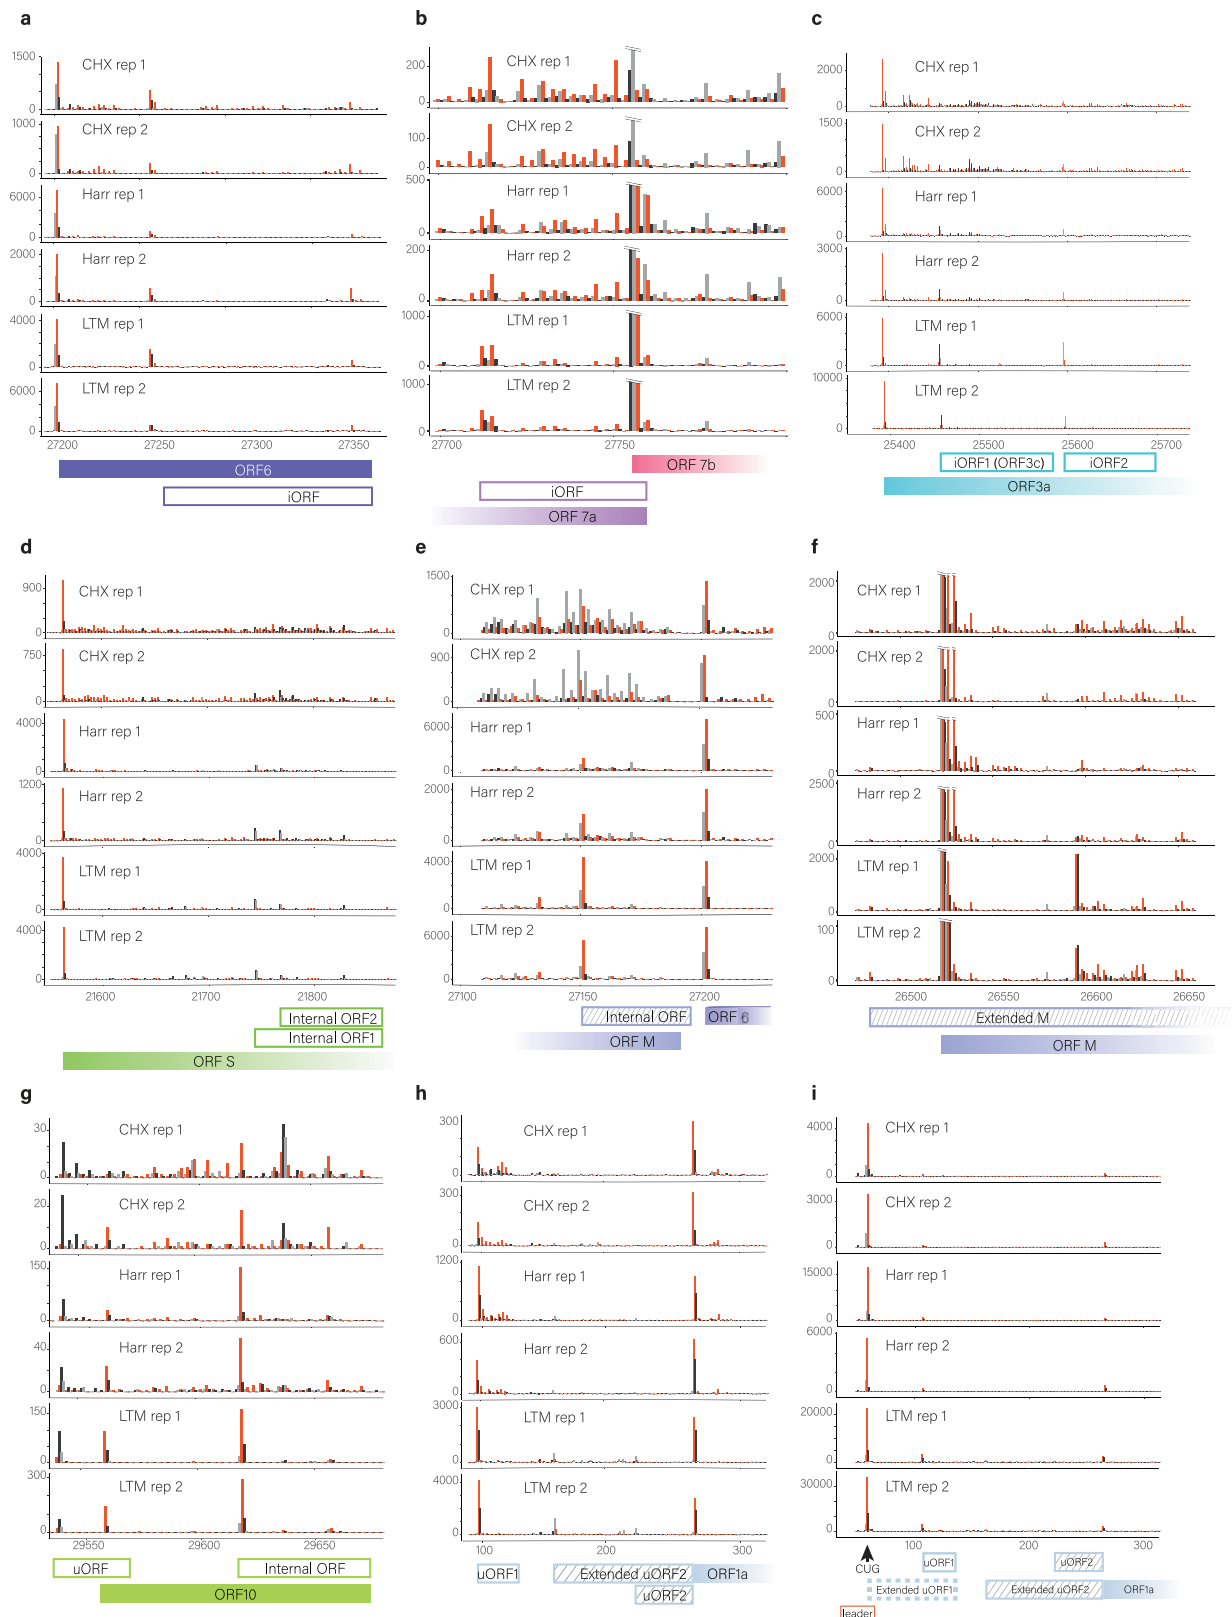 a
1500
CHX rep 1
0
1000
CHX rep 2
0
6000
Harr rep 1
0
2000
Harr rep 2
0
4000
LTM rep 1
0
6000
LTM rep 2
0
27200
27250
27300
27350
ORF6
iORF
b
200
CHX rep 1
0
CHX rep 2
100
0
500
Harr rep 1
0
200
Harr rep 2
0
1000
LTM rep 1
0
1000
LTM rep 2
0
27700
27750
ORF 7b
iORF
ORF 7a
c
CHX rep 1
2000
0
1500
CHX rep 2
0
6000
Harr rep 1
0
3000
Harr rep 2
0
6000
LTM rep 1
0
10000
LTM rep 2
0
25400
25500
25600
25700
iORF1 (ORF3c)
iORF2
ORF3a
d
900
CHX rep 1
0
750
CHX rep 2
0
4000
Harr rep 1
0
1200
Harr rep 2
0
4000
LTM rep 1
0
4000
LTM rep 2
0
21600
21700
21800
Internal ORF2
Internal ORF1
ORF S
e
1500
CHX rep 1
0
900
CHX rep 2
0
6000
Harr rep 1
0
2000
Harr rep 2
0
4000
LTM rep 1
0
6000
LTM rep 2
0
27100
27150
27200
Internal ORF
ORF 6
ORF M
f
2000
CHX rep 1
0
2000
CHX rep 2
0
500
Harr rep 1
0
2500
Harr rep 2
0
2000
LTM rep 1
0
100
LTM rep 2
0
26500
26550
26600
26650
Extended M
ORF M
g
30
CHX rep 1
0
20
CHX rep 2
0
150
Harr rep 1
0
50
Harr rep 2
0
150
LTM rep 1
0
300
LTM rep 2
0
29550
29600
29650
uORF
Internal ORF
ORF10
h
300
CHX rep 1
0
300
CHX rep 2
0
1200
Harr rep 1
0
600
Harr rep 2
0
3000
LTM rep 1
0
4000
LTM rep 2
0
100
200
300
uORF1
Extended uORF2
ORF1a
uORF2
i
4000
CHX rep 1
0
3000
CHX rep 2
0
15000
Harr rep 1
0
6000
Harr rep 2
0
20000
LTM rep 1
0
30000
LTM rep 2
0
100
200
300
CUG
uORF1
uORF2
Extended uORF1
Extended uORF2
ORF1a
leader